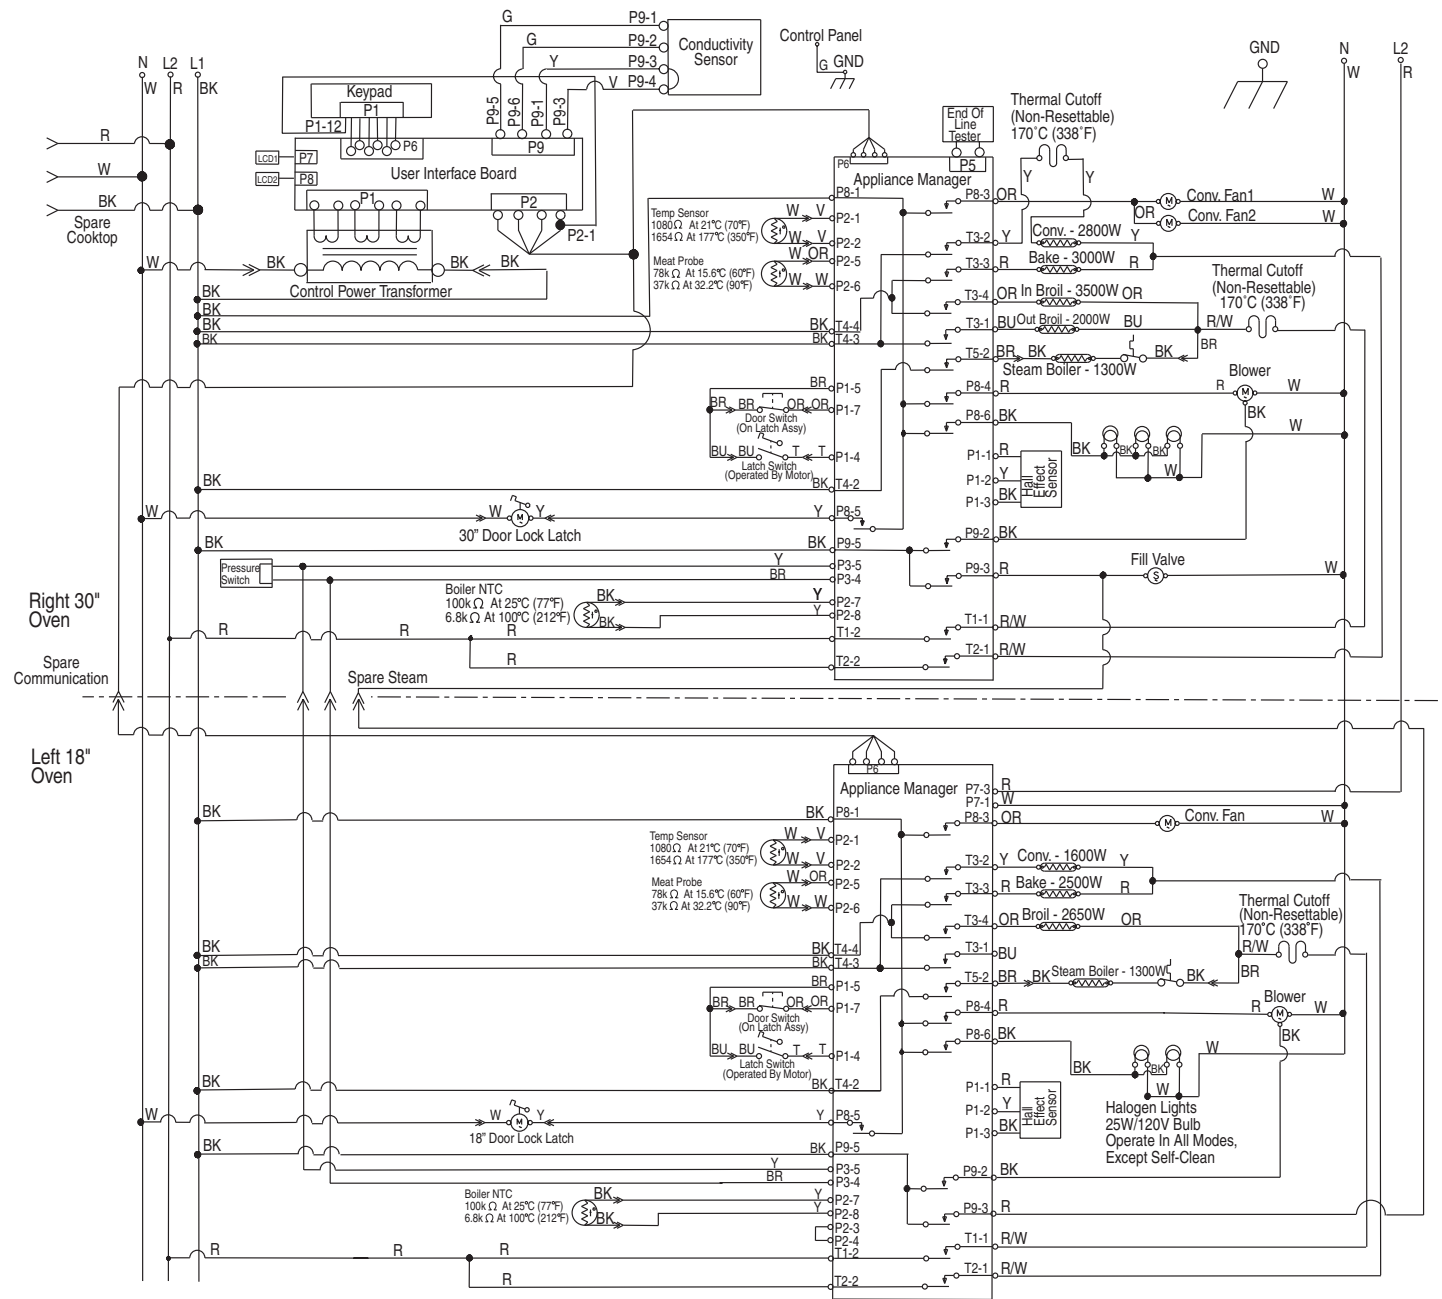 G P9-1
G P9-2
Y P9-3
V P9-4
Conductivity
Sensor
Control Panel
G GND
GND
N L2 L1
W R BK
N L2
W R
Keypad
P1
P1-12
P6
P9-5 P9-6 P9-1 P9-3
P9
LCD1 P7
LCD2 P8
User Interface Board
P1
P2
P2-1
R
W
BK
Spare
Cooktop
W BK BK BK
Control Power Transformer
BK
BK
BK
BK
End Of
Line
Tester
P6 P5
Appliance Manager
Thermal Cutoff
(Non-Resettable)
170˚C (338˚F)
Y Y
P8-1
P8-3 OR Conv. Fan1 W
OR Conv. Fan2 W
Temp Sensor
1080Ω At 21°C (70°F)
1654Ω At 177°C (350°F)
W V P2-1
W V P2-2
Meat Probe
78kΩ At 15.6°C (60°F)
37kΩ At 32.2°C (90°F)
W OR P2-5
W W P2-6
T3-2 Y Conv. - 2800W Y
T3-3 R Bake - 3000W R
T3-4 OR In Broil - 3500W OR
T3-1 BU Out Broil - 2000W BU R/W
BR
T5-2 BR BK BK
Steam Boiler - 1300W
Thermal Cutoff
(Non-Resettable)
170˚C (338˚F)
BK T4-4
BK T4-3
BR P1-5
BR BR OR OR P1-7
Door Switch
(On Latch Assy)
BU BU T T P1-4
Latch Switch
(Operated By Motor)
P8-4 R R Blower W
BK
P8-6 BK
BK BK BK W
W
P1-1 R
P1-2 Y
P1-3 BK
Hall
Effect
Sensor
BK BK T4-2
W W Y Y P8-5
30" Door Lock Latch
BK BK P9-5
P9-2 BK
Pressure
Switch
Y P3-5
BR P3-4
P9-3 R Fill Valve W
Boiler NTC
100kΩ At 25°C (77°F)
6.8kΩ At 100°C (212°F)
BK Y P2-7
BK Y P2-8
Right 30"
Oven
R R R T1-2
T1-1 R/W
R T2-2
T2-1 R/W
Spare
Communication
Spare Steam
Left 18"
Oven
P6
Appliance Manager
P7-3 R
P7-1 W
BK BK P8-1
P8-3 OR Conv. Fan W
Temp Sensor
1080Ω At 21°C (70°F)
1654Ω At 177°C (350°F)
W V P2-1
W V P2-2
Meat Probe
78kΩ At 15.6°C (60°F)
37kΩ At 32.2°C (90°F)
W OR P2-5
W W P2-6
T3-2 Y Conv. - 1600W Y
T3-3 R Bake - 2500W R
T3-4 OR Broil - 2650W OR
T3-1 BU
R/W
BR
T5-2 BR BK Steam Boiler - 1300W BK
Thermal Cutoff
(Non-Resettable)
170˚C (338˚F)
BK BK T4-4
BK BK T4-3
BR P1-5
BR BR OR OR P1-7
Door Switch
(On Latch Assy)
BU BU T T P1-4
Latch Switch
(Operated By Motor)
P8-4 R R Blower W
BK
P8-6 BK
BK BK W
W
P1-1 R
P1-2 Y
P1-3 BK
Hall
Effect
Sensor
Halogen Lights
25W/120V Bulb
Operate In All Modes,
Except Self-Clean
BK BK T4-2
W W Y Y P8-5
18" Door Lock Latch
BK BK P9-5
Y P3-5
BR P3-4
P9-2 BK
Boiler NTC
100kΩ At 25°C (77°F)
6.8kΩ At 100°C (212°F)
BK Y P2-7
BK Y P2-8
P2-3
P2-4
P9-3 R
R R R T1-2
T1-1 R/W
R T2-2
T2-1 R/W